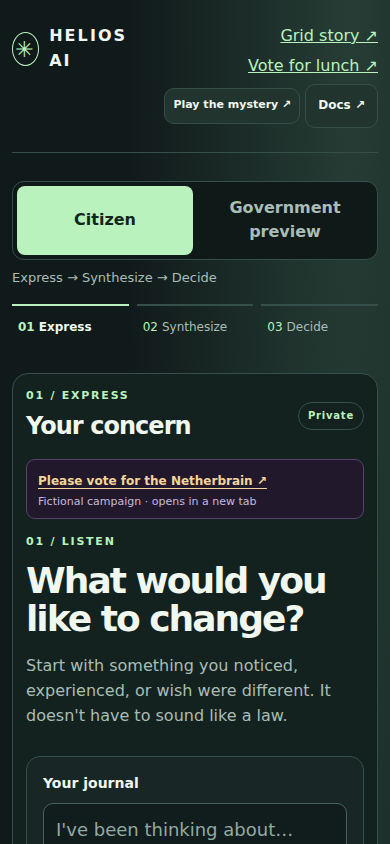 HELIOS
AI
Grid story ↗
Vote for lunch ↗
Play the mystery ↗
Docs ↗
Citizen
Government
preview
Express → Synthesize → Decide
01 Express
02 Synthesize
03 Decide
01 / EXPRESS
Your concern
Private
Please vote for the Netherbrain ↗
Fictional campaign · opens in a new tab
01 / LISTEN
What would you
like to change?
Start with something you noticed,
experienced, or wish were different. It
doesn't have to sound like a law.
Your journal
I've been thinking about...